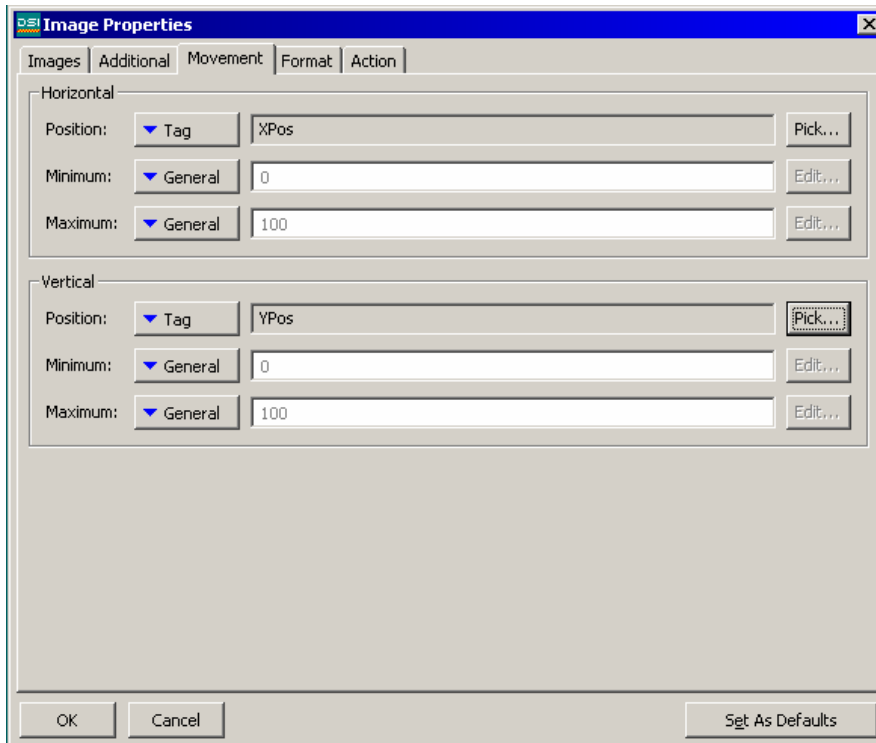 DSI Image Properties
Images Additional Movement Format Action
Horizontal
Position: Tag XPos Pick...
Minimum: General 0 Edit...
Maximum: General 100 Edit...
Vertical
Position: Tag YPos Pick...
Minimum: General 0 Edit...
Maximum: General 100 Edit...
OK Cancel Set As Defaults